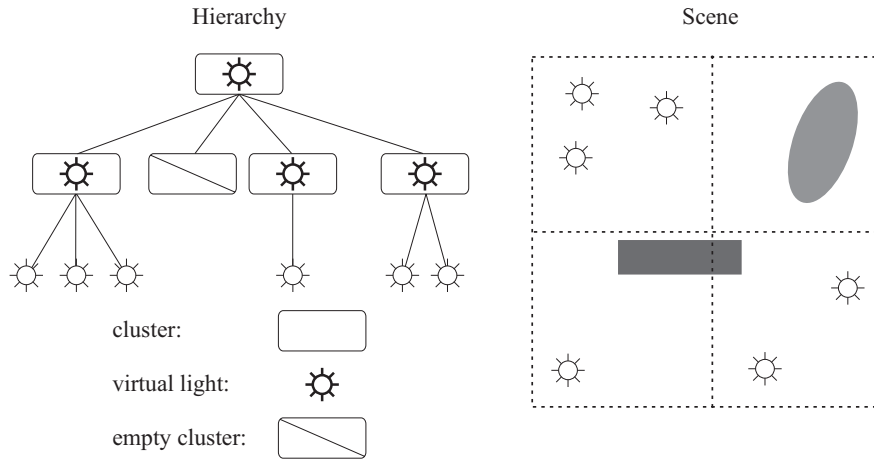 Hierarchy
Scene
cluster:
virtual light:
empty cluster: